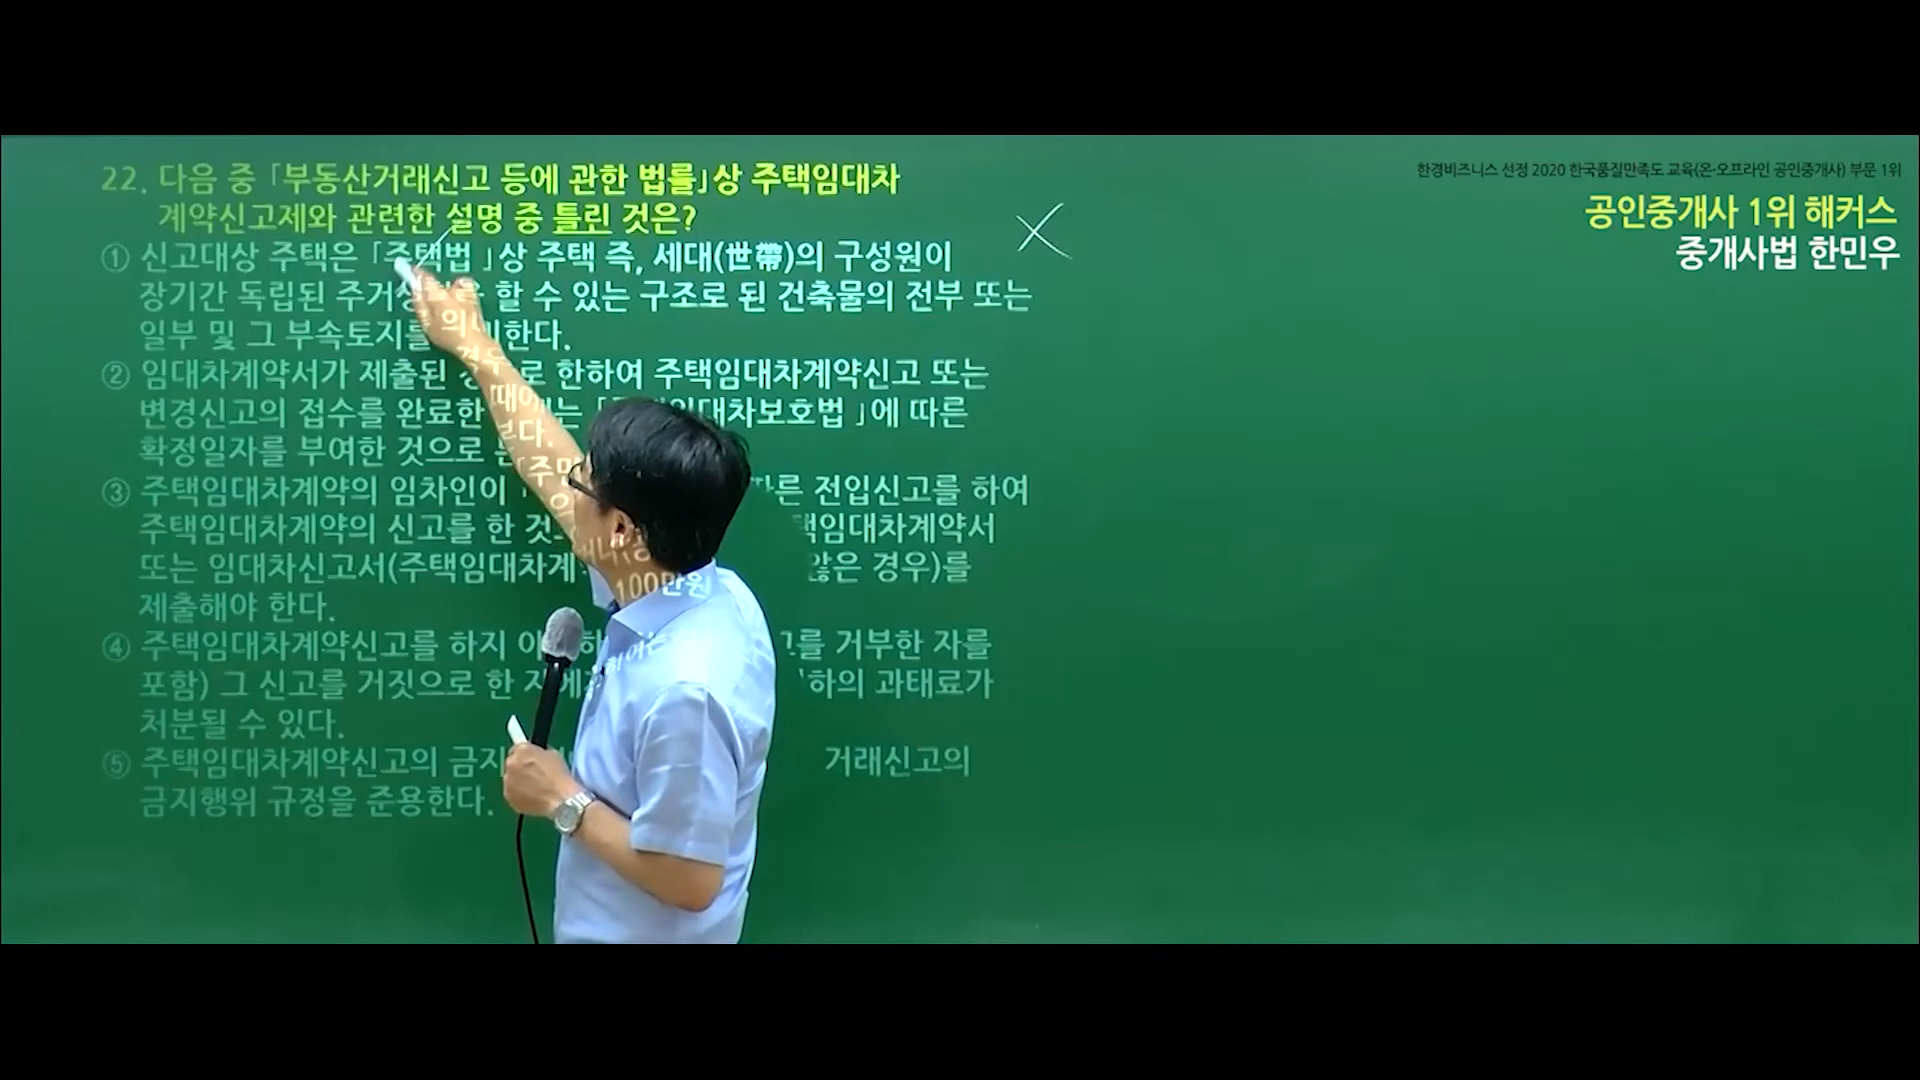 22. 다음 중 「부동산거래신고 등에 관한 법률」상 주택임대차
계약신고제와 관련한 설명 중 틀린 것은?
① 신고대상 주택은 「주택법」상 주택 즉, 세대(世帶)의 구성원이
장기간 독립된 주거생활을 할 수 있는 구조로 된 건축물의 전부 또는
일부 및 그 부속토지를 의미한다.
② 임대차계약서가 제출된 경우로 한하여 주택임대차계약신고 또는
변경신고의 접수를 완료한 때에는 「주택임대차보호법」에 따른
확정일자를 부여한 것으로 본다.
③ 주택임대차계약의 임차인이 「주민 따른 전입신고를 하여
주택임대차계약의 신고를 한 것으 택임대차계약서
또는 임대차신고서(주택임대차계 않은 경우)를
제출해야 한다.
④ 주택임대차계약신고를 하지 아 하 고를 거부한 자를
포함) 그 신고를 거짓으로 한 자에게 100만원 이하의 과태료가
처분될 수 있다.
⑤ 주택임대차계약신고의 금지 거래신고의
금지행위 규정을 준용한다.
한경비즈니스 선정 2020 한국품질만족도 교육(온·오프라인 공인중개사) 부문 1위
공인중개사 1위 해커스
중개사법 한민우